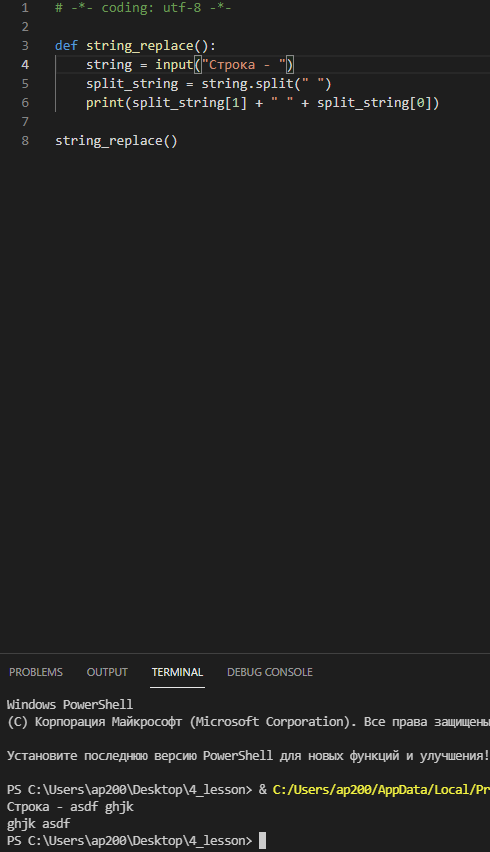 1 # -*- coding: utf-8 -*-
2
3 def string_replace():
4     string = input("Строка - ")
5     split_string = string.split(" ")
6     print(split_string[1] + " " + split_string[0])
7
8 string_replace()
PROBLEMS OUTPUT TERMINAL DEBUG CONSOLE
Windows PowerShell
(C) Корпорация Майкрософт (Microsoft Corporation). Все права защищены
Установите последнюю версию PowerShell для новых функций и улучшения!
PS C:\Users\ap200\Desktop\4_lesson> & C:/Users/ap200/AppData/Local/Pr
Строка - asdf ghjk
ghjk asdf
PS C:\Users\ap200\Desktop\4_lesson>